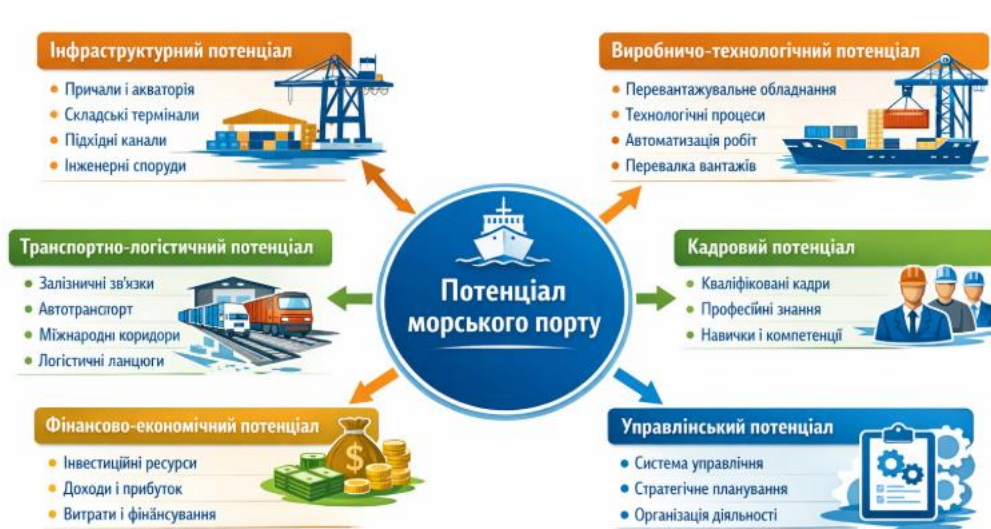 Інфраструктурний потенціал
Причали і акваторія
Складські термінали
Підхідні канали
Інженерні споруди
Виробничо-технологічний потенціал
Перевантажувальне обладнання
Технологічні процеси
Автоматизація робіт
Перевалка вантажів
Транспортно-логістичний потенціал
Залізничні зв'язки
Автотранспорт
Міжнародні коридори
Логістичні ланцюги
Потенціал
морського порту
Кадровий потенціал
Кваліфіковані кадри
Професійні знання
Навички і компетенції
Фінансово-економічний потенціал
Інвестиційні ресурси
Доходи і прибуток
Витрати і фінансування
$
Управлінський потенціал
Система управлічня
Стратегічне планування
Організація діяльності